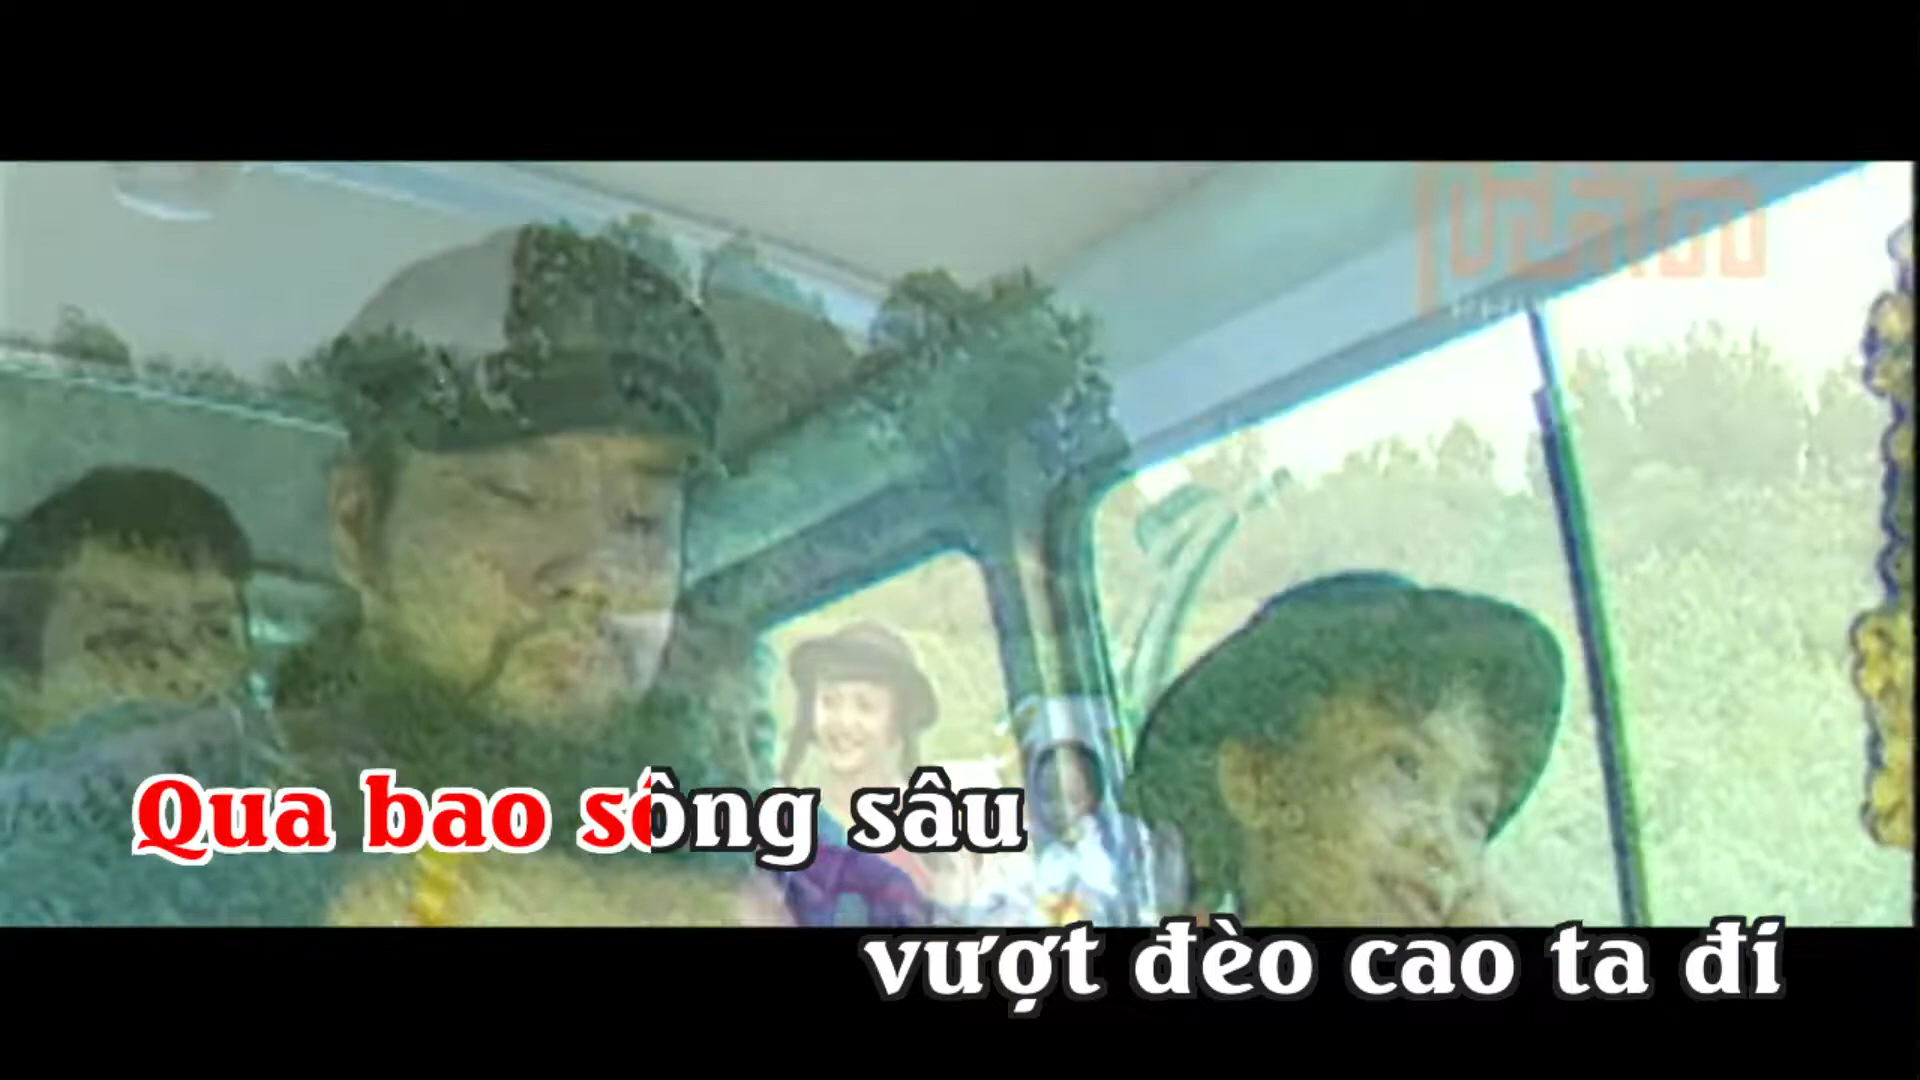 Qua bao sông sâu
vượt đèo cao ta đi